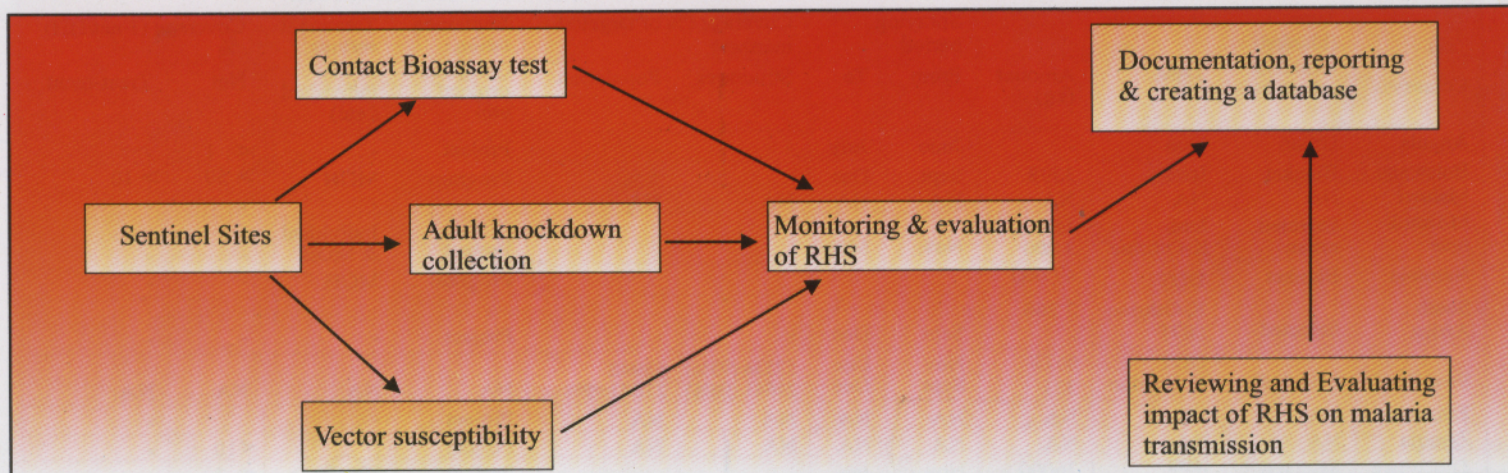 Contact Bioassay test
Documentation, reporting
& creating a database
Sentinel Sites
Adult knockdown
collection
Monitoring & evaluation
of RHS
Vector susceptibility
Reviewing and Evaluating
impact of RHS on malaria
transmission